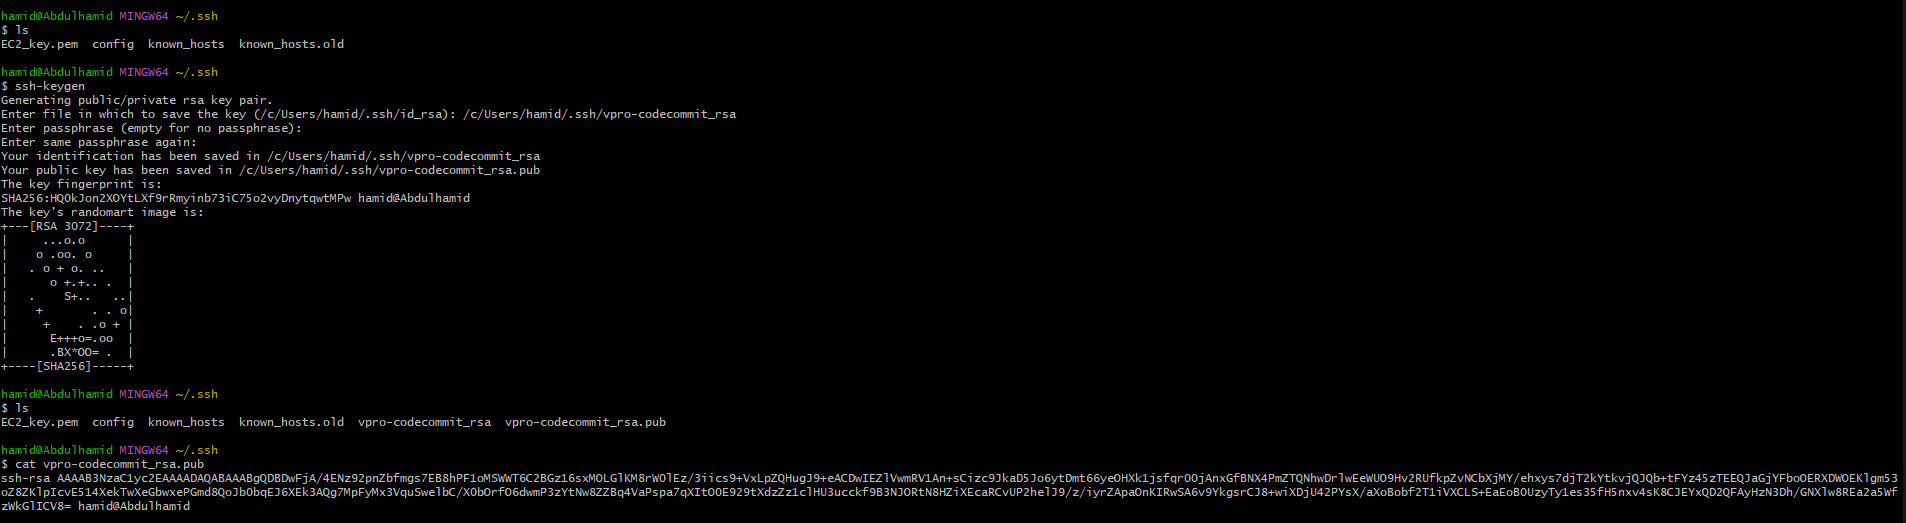 hamid@Abdulhamid MINGW64 ~/.ssh
$ ls
EC2_key.pem  config  known_hosts  known_hosts.old

hamid@Abdulhamid MINGW64 ~/.ssh
$ ssh-keygen
Generating public/private rsa key pair.
Enter file in which to save the key (/c/Users/hamid/.ssh/id_rsa): /c/Users/hamid/.ssh/vpro-codecommit_rsa
Enter passphrase (empty for no passphrase):
Enter same passphrase again:
Your identification has been saved in /c/Users/hamid/.ssh/vpro-codecommit_rsa
Your public key has been saved in /c/Users/hamid/.ssh/vpro-codecommit_rsa.pub
The key fingerprint is:
SHA256:HQOkJon2XOYtLXf9rRmyinb73iC75o2vyDnytqwtMPw hamid@Abdulhamid
The key's randomart image is:
+---[RSA 3072]----+
|     ...o.o      |
|    o .oo. o     |
|   . o + o. ..   |
|      o +.+.. .  |
|   .    S+..   ..|
|    +       . . o|
|     +    . .o + |
|      E+++o=.oo  |
|      .BX*OO= .  |
+----[SHA256]-----+

hamid@Abdulhamid MINGW64 ~/.ssh
$ ls
EC2_key.pem  config  known_hosts  known_hosts.old  vpro-codecommit_rsa  vpro-codecommit_rsa.pub

hamid@Abdulhamid MINGW64 ~/.ssh
$ cat vpro-codecommit_rsa.pub
ssh-rsa AAAAB3NzaC1yc2EAAAADAQABAAABgQDBDwFjA/4ENz92pnZbfmgs7EB8hPF1oMSWWT6C2BGz16sxMOLGlKM8rWOlEz/3iics9+VxLpZQHugJ9+eACDwIEZlVwmRV1An+sCizc9JkaD5Jo6ytDmt66yeOHXk1jsfqrOOjAnxGfBNX4PmZTQNhwDrlwEeWUO9Hv2RUfkpZvNCbXjMY/ehxys7djT2kYtkvjQJQb+tFYz45zTEEQJaGjYFboOERXDWOEKlgm53
oZ8ZKlpIcvE514XekTwXeGbwxePGmd8QoJbObqEJ6XEk3AQg7MpFyMx3VquSwelbC/XObOrfO6dwmP3zYtNw8ZZBq4VaPspa7qXItOOE929tXdzZz1clHU3ucckf9B3NJORtN8HZiXEcaRCvUP2helJ9/z/iyrZApaOnKIRwSA6v9YkgsrCJ8+wiXDjU42PYsX/aXoBobf2T1iVXCLS+EaEoBOUzyTy1es35fH5nxv4sK8CJEYxQD2QFAyHzN3Dh/GNXlw8REa2a5Wf
zWkGlICV8= hamid@Abdulhamid